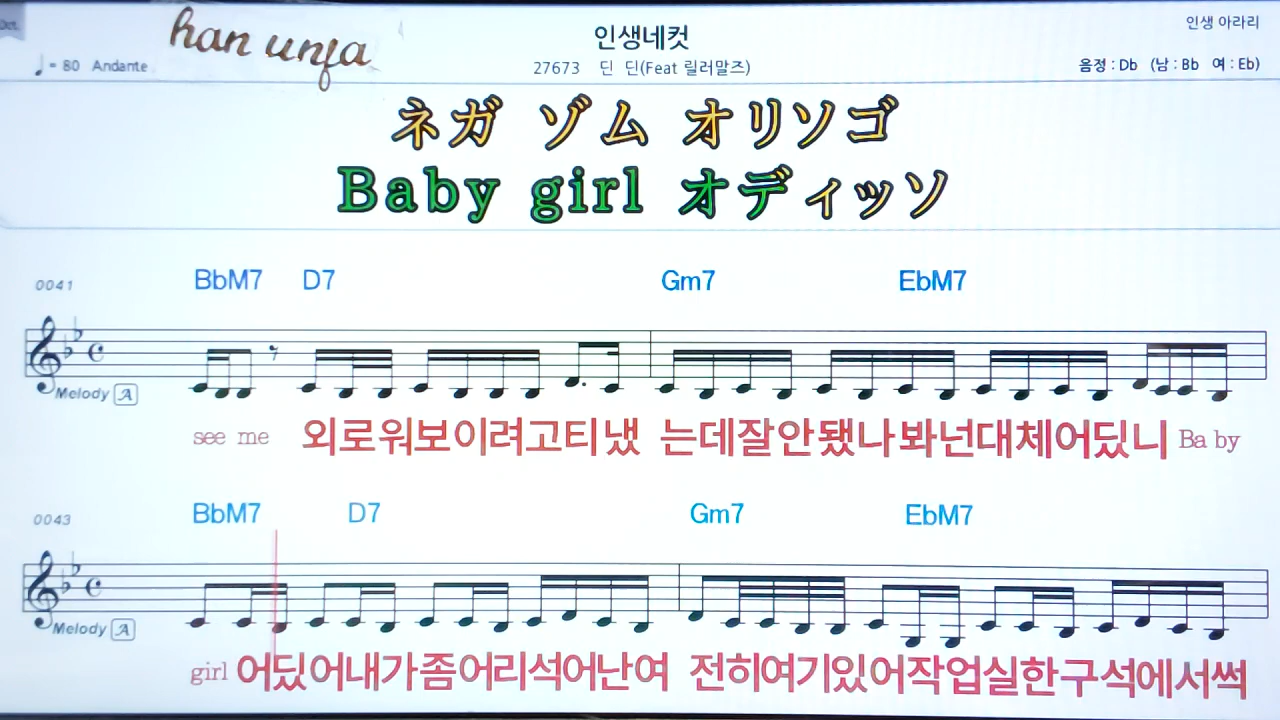 Oct.
han unfa
인생네컷
인생 아라리
♩= 80 Andante
27673 딘 딘(Feat 릴러말즈)
음정 : Db (남 : Bb 여 : Eb)
ネガ ゾム オリソゴ
Baby girl オディッソ
BbM7 D7 Gm7 EbM7
0041
Melody A
see me 외로워보이려고티냈 는데잘안됐나봐넌대체어딨니 Ba by
BbM7 D7 Gm7 EbM7
0043
Melody A
girl 어딨어내가좀어리석어난여 전히여기있어작업실한구석에서썩